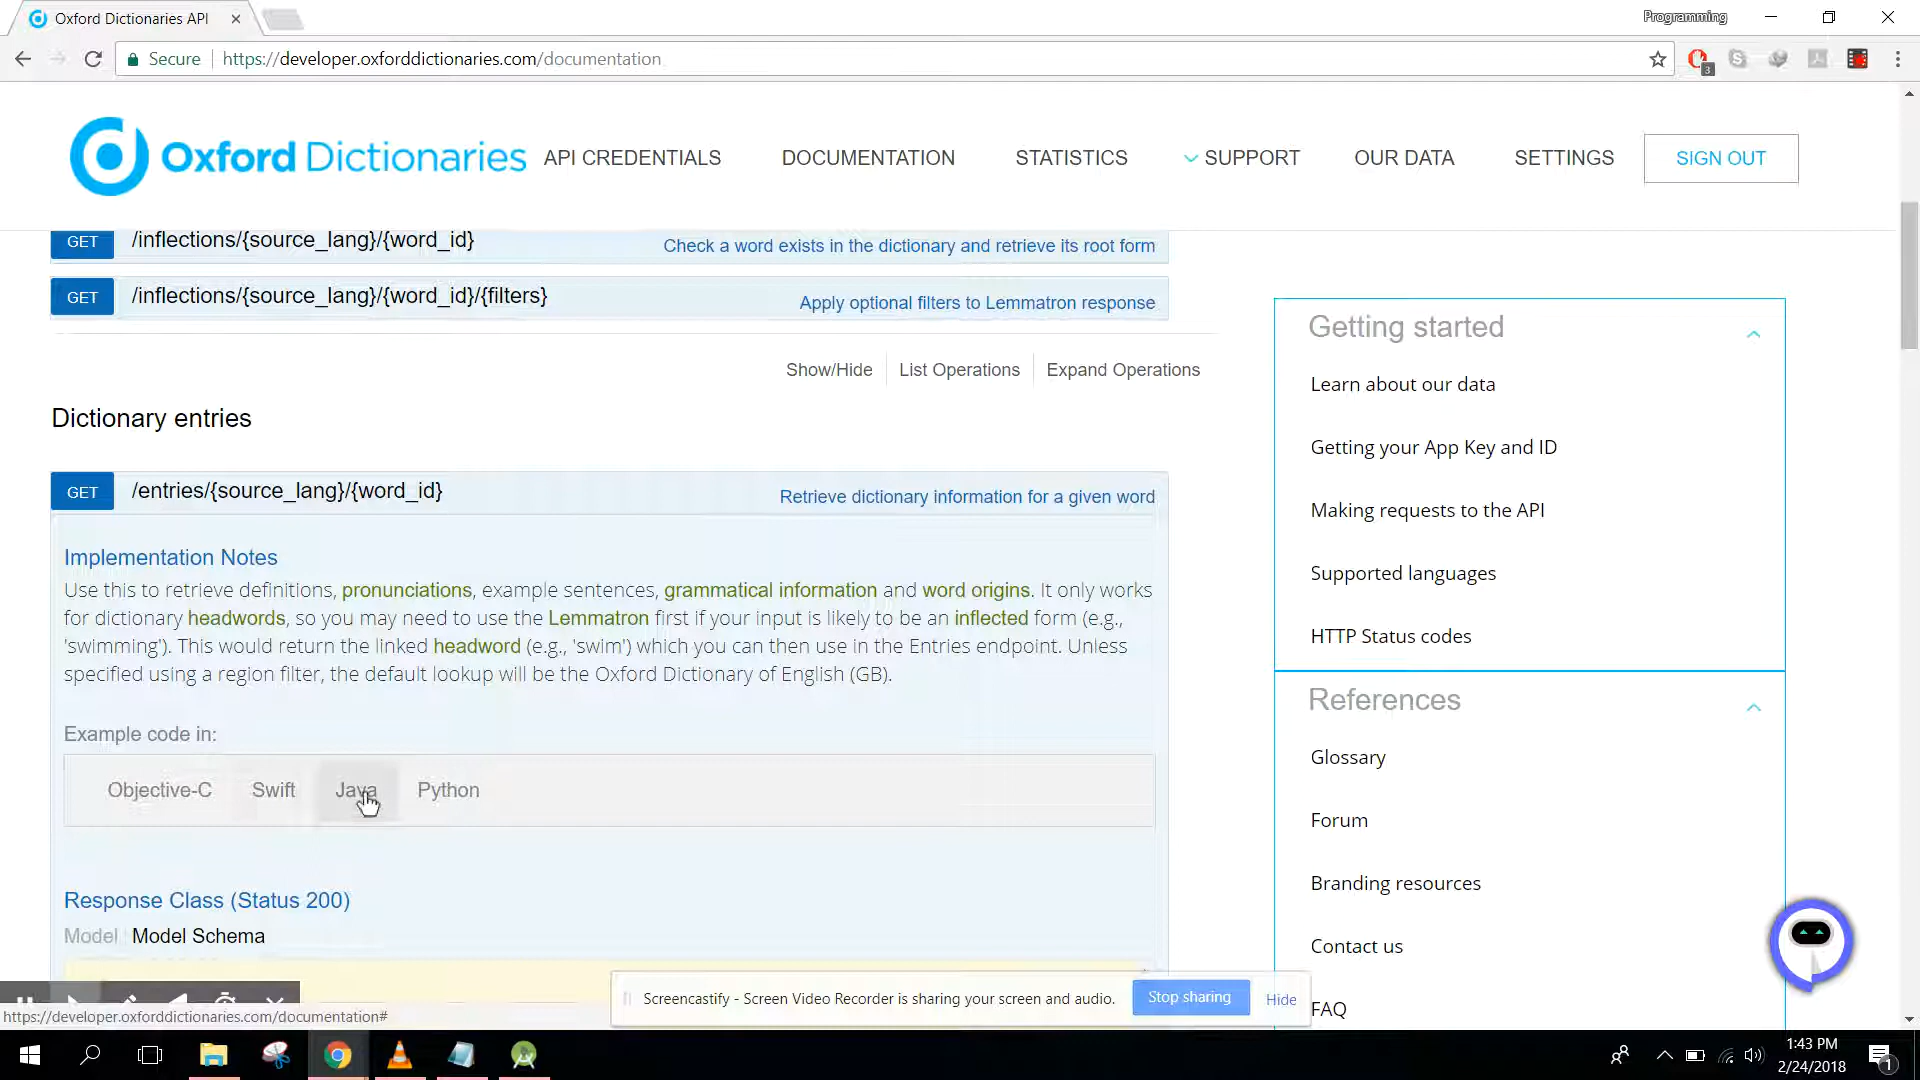 Oxford Dictionaries API
Programming
Secure https://developer.oxforddictionaries.com/documentation
3
Oxford Dictionaries
API CREDENTIALS
DOCUMENTATION
STATISTICS
SUPPORT
OUR DATA
SETTINGS
SIGN OUT
GET /inflections/{source_lang}/{word_id} Check a word exists in the dictionary and retrieve its root form
GET /inflections/{source_lang}/{word_id}/{filters} Apply optional filters to Lemmatron response
Show/Hide List Operations Expand Operations
Dictionary entries
GET /entries/{source_lang}/{word_id} Retrieve dictionary information for a given word
Implementation Notes
Use this to retrieve definitions, pronunciations, example sentences, grammatical information and word origins. It only works
for dictionary headwords, so you may need to use the Lemmatron first if your input is likely to be an inflected form (e.g.,
'swimming'). This would return the linked headword (e.g., 'swim') which you can then use in the Entries endpoint. Unless
specified using a region filter, the default lookup will be the Oxford Dictionary of English (GB).
Example code in:
Objective-C Swift Java Python
Response Class (Status 200)
Model Model Schema
Getting started
Learn about our data
Getting your App Key and ID
Making requests to the API
Supported languages
HTTP Status codes
References
Glossary
Forum
Branding resources
Contact us
FAQ
Screencastify - Screen Video Recorder is sharing your screen and audio. Stop sharing Hide
https://developer.oxforddictionaries.com/documentation#
1:43 PM
2/24/2018
1